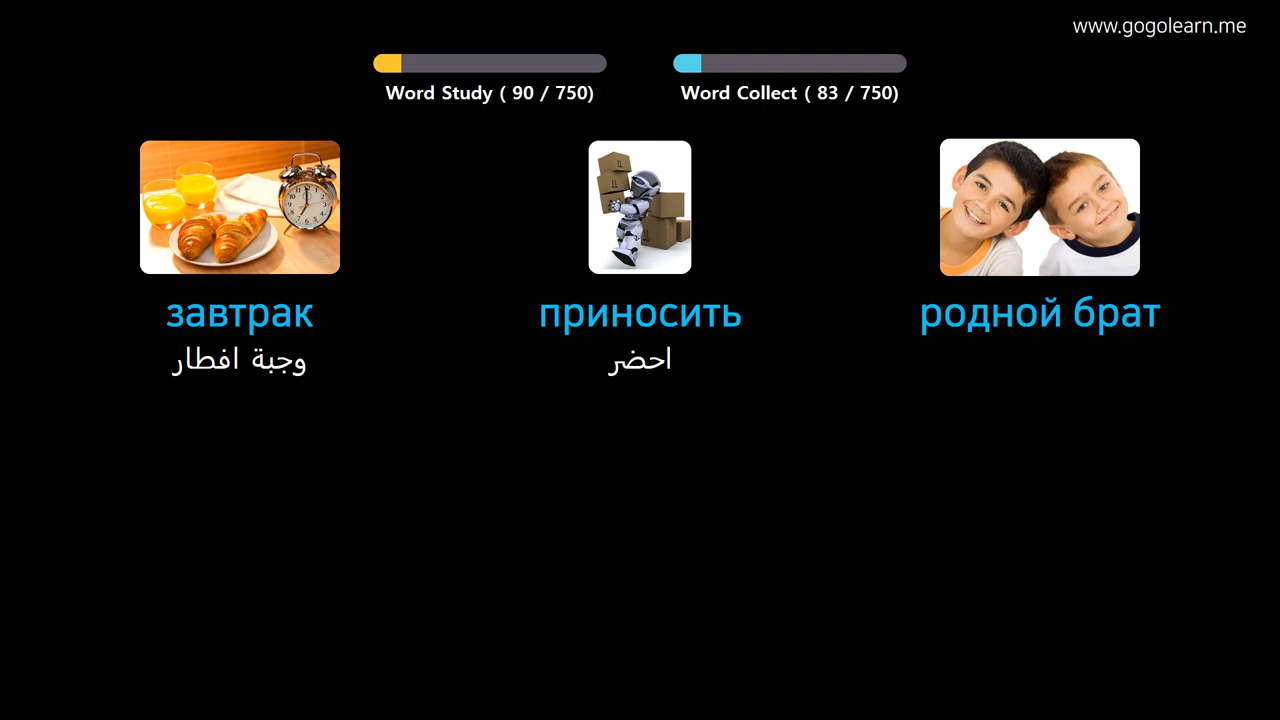 www.gogolearn.me
Word Study ( 90 / 750)
Word Collect ( 83 / 750)
завтрак
приносить
родной брат
وجبة افطار
احضر